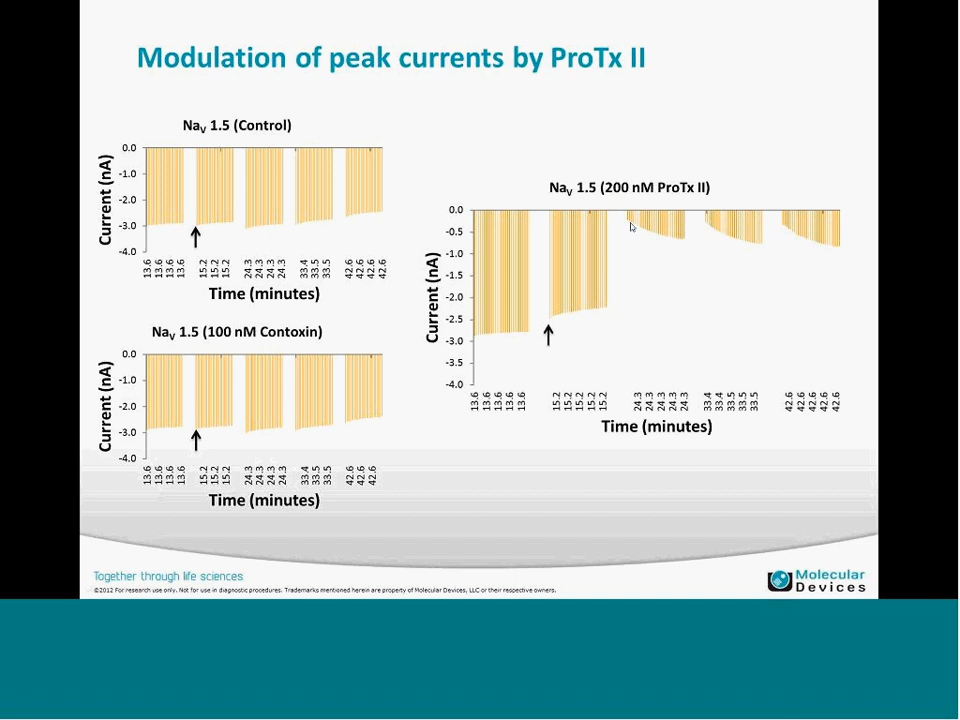 Modulation of peak currents by ProTx II
NaV 1.5 (Control)
0.0
-1.0
-2.0
-3.0
-4.0
Current (nA)
13.6 13.6 13.6 13.6 15.2 15.2 15.2 24.3 24.3 24.3 24.3 33.4 33.5 33.5 42.6 42.6 42.6 42.6
Time (minutes)
NaV 1.5 (100 nM Contoxin)
0.0
-1.0
-2.0
-3.0
-4.0
Current (nA)
13.6 13.6 13.6 13.6 15.2 15.2 15.2 24.3 24.3 24.3 24.3 33.4 33.5 33.5 42.6 42.6 42.6
Time (minutes)
NaV 1.5 (200 nM ProTx II)
0.0
-0.5
-1.0
-1.5
-2.0
-2.5
-3.0
-3.5
-4.0
Current (nA)
13.6 13.6 13.6 13.6 13.6 15.2 15.2 15.2 15.2 15.2 24.3 24.3 24.3 24.3 24.3 33.4 33.4 33.5 33.5 33.5 42.6 42.6 42.6 42.6 42.6
Time (minutes)
Together through life sciences
©2012 For research use only. Not for use in diagnostic procedures. Trademarks mentioned herein are property of Molecular Devices, LLC or their respective owners.
Molecular
Devices